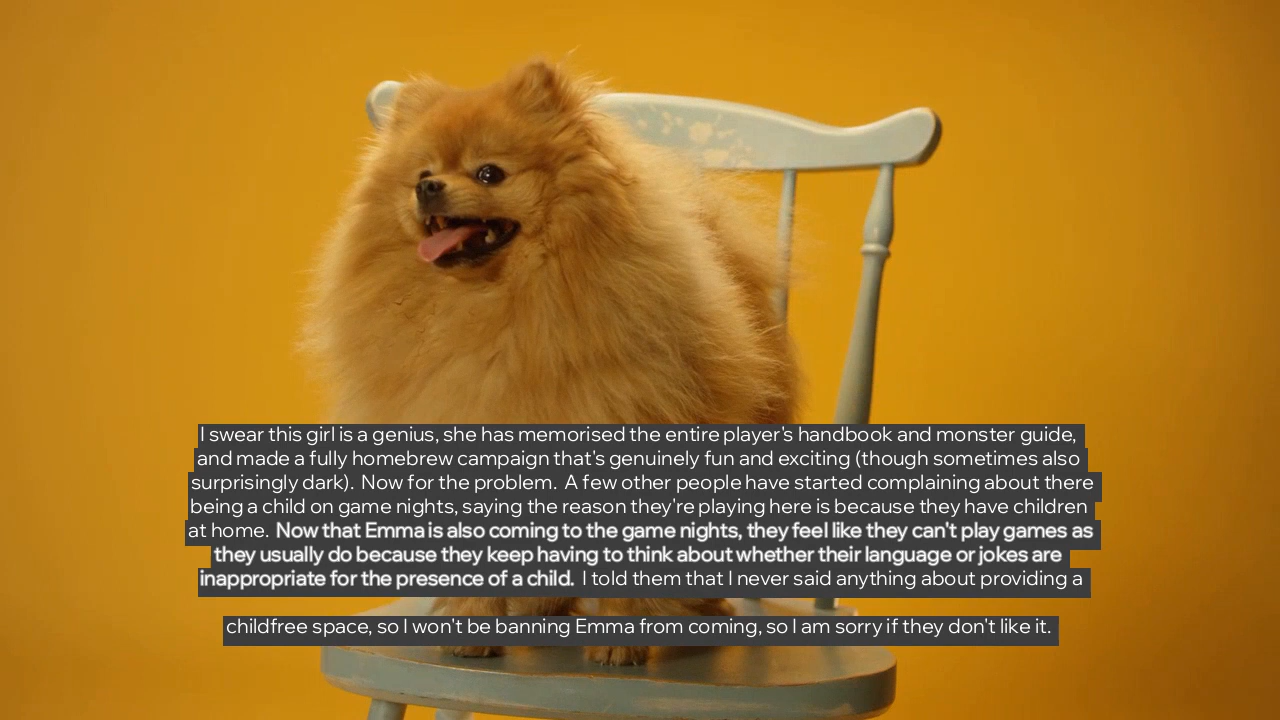 I swear this girl is a genius, she has memorised the entire player's handbook and monster guide,
and made a fully homebrew campaign that's genuinely fun and exciting (though sometimes also
surprisingly dark). Now for the problem. A few other people have started complaining about there
being a child on game nights, saying the reason they're playing here is because they have children
at home. Now that Emma is also coming to the game nights, they feel like they can't play games as
they usually do because they keep having to think about whether their language or jokes are
inappropriate for the presence of a child. I told them that I never said anything about providing a
childfree space, so I won't be banning Emma from coming, so I am sorry if they don't like it.